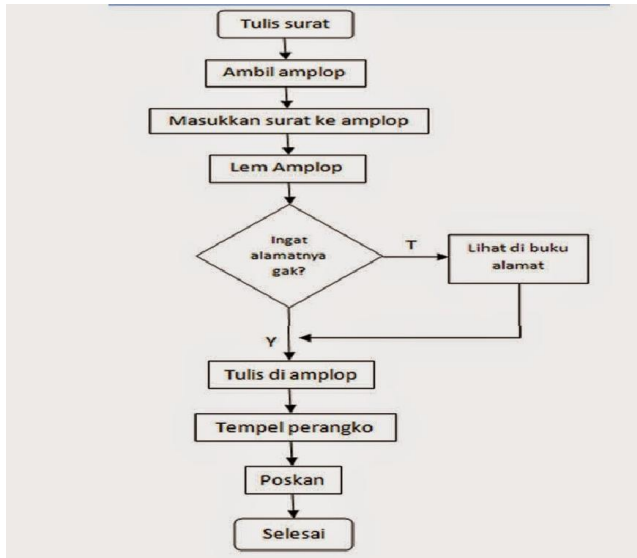 Tulis surat
Ambil amplop
Masukkan surat ke amplop
Lem Amplop
Ingat
alamatnya
gak?
T
Lihat di buku
alamat
Y
Tulis di amplop
Tempel perangko
Poskan
Selesai